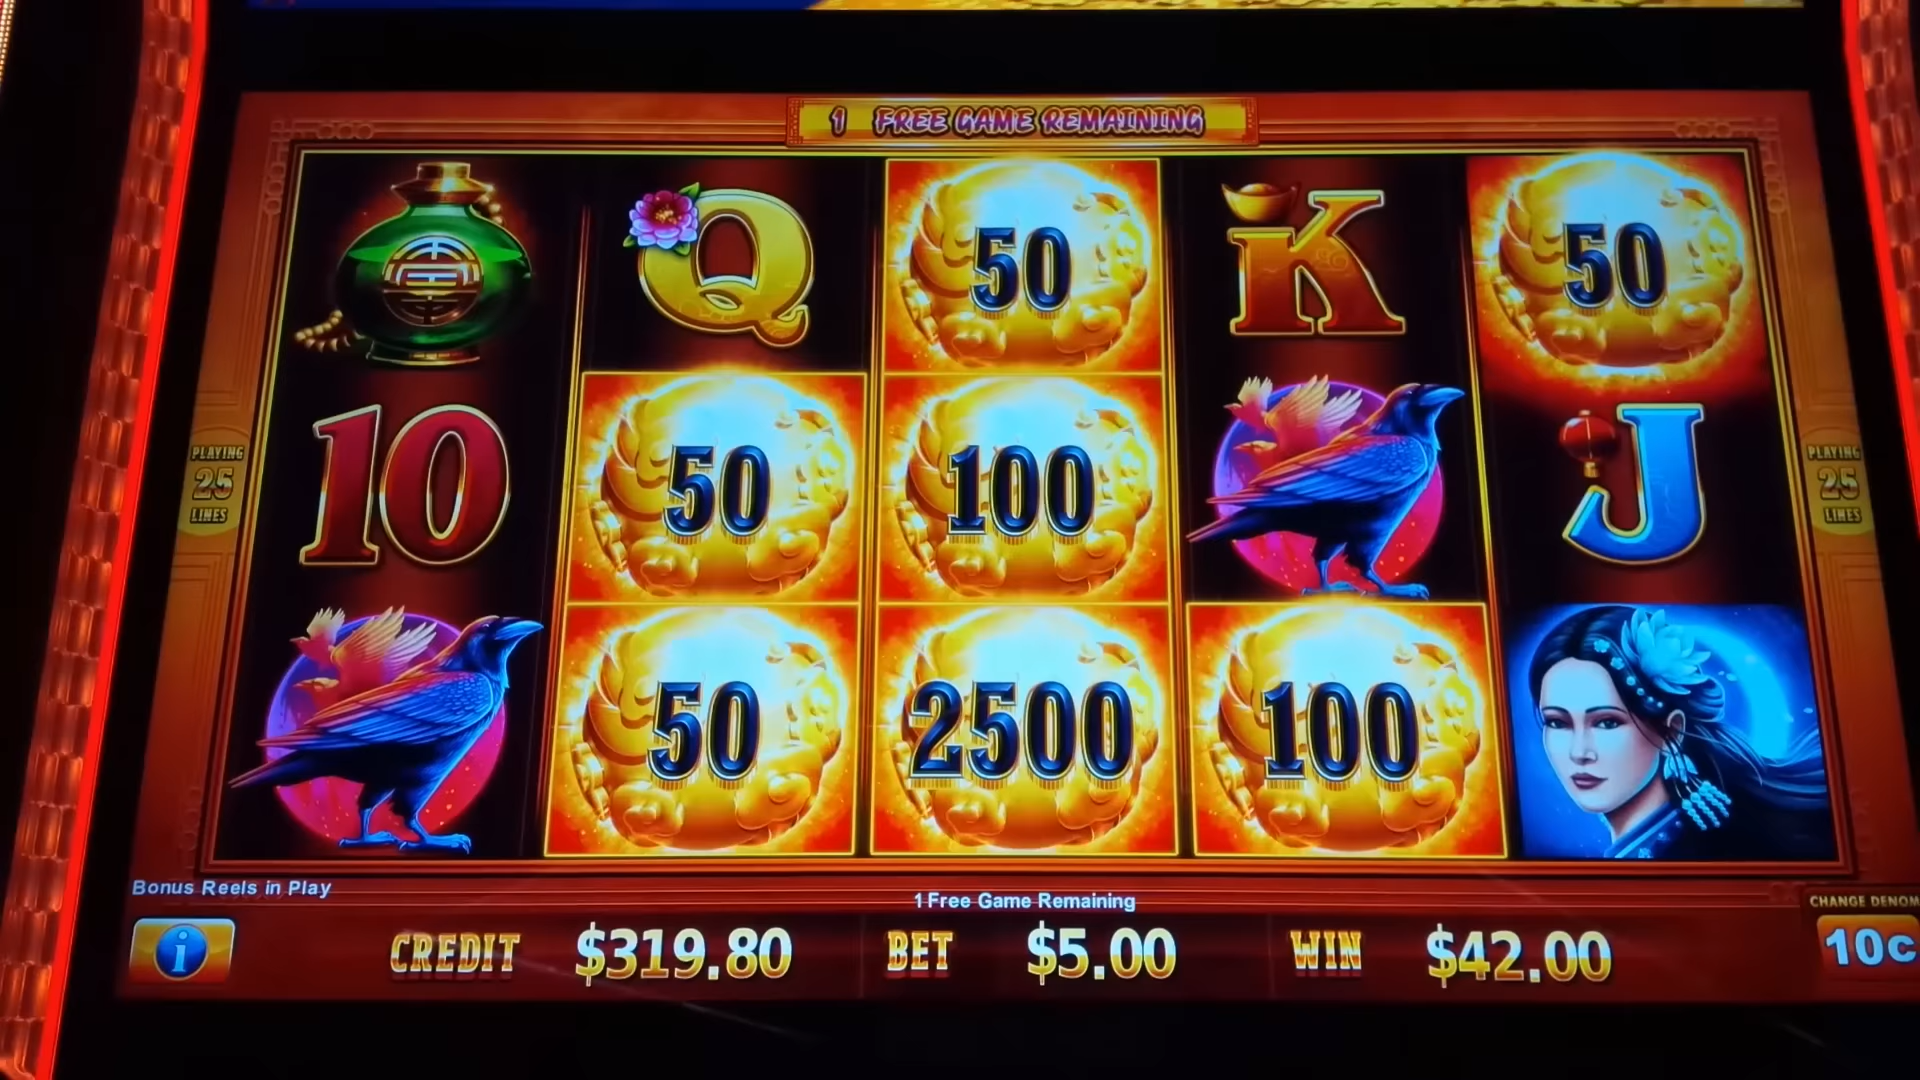 1 FREE GAME REMAINING
Q
50
K
50
PLAYING
25
LINES
10
50
100
J
PLAYING
25
LINES
50
2500
100
Bonus Reels in Play
1 Free Game Remaining
CHANGE DENOM
i
CREDIT $319.80
BET $5.00
WIN $42.00
10c